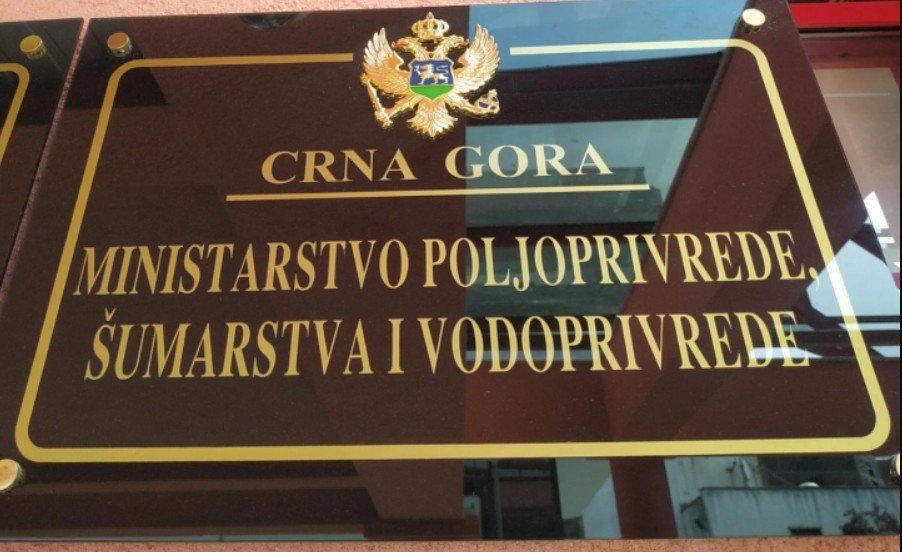 CRNA GORA
MINISTARSTVO POLJOPRIVREDE,
ŠUMARSTVA I VODOPRIVREDE